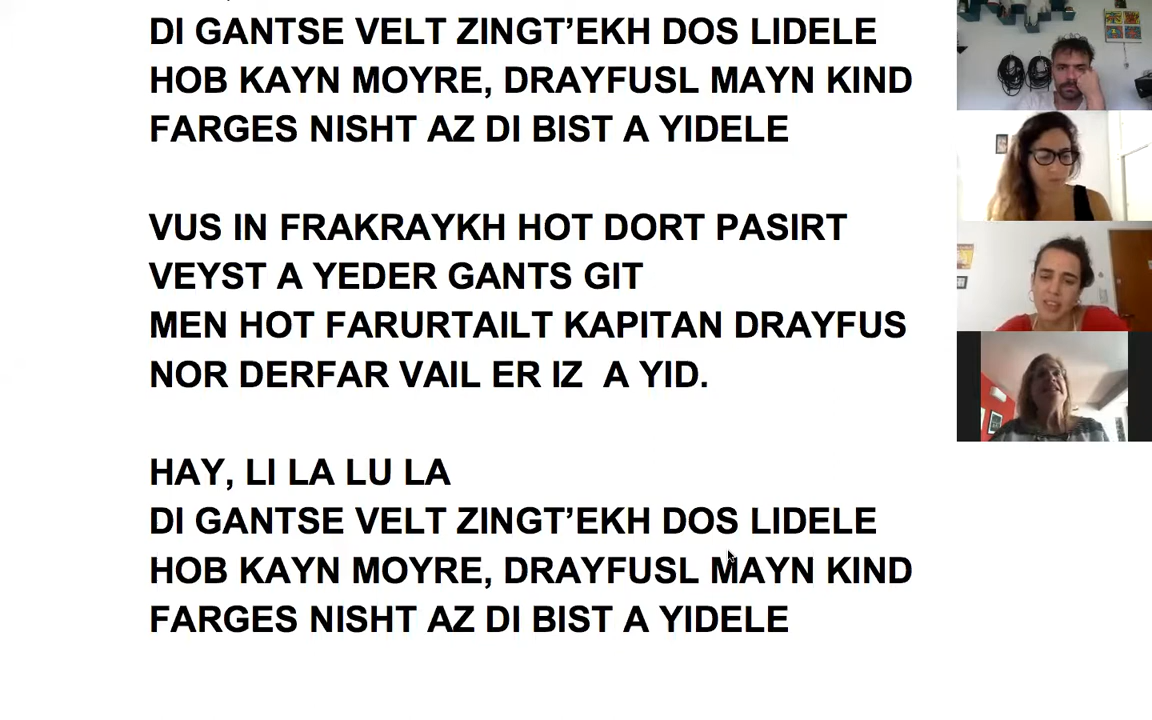 DI GANTSE VELT ZINGT’EKH DOS LIDELE
HOB KAYN MOYRE, DRAYFUSL MAYN KIND
FARGES NISHT AZ DI BIST A YIDELE
VUS IN FRAKRAYKH HOT DORT PASIRT
VEYST A YEDER GANTS GIT
MEN HOT FARURTAILT KAPITAN DRAYFUS
NOR DERFAR VAIL ER IZ  A YID.
HAY, LI LA LU LA
DI GANTSE VELT ZINGT’EKH DOS LIDELE
HOB KAYN MOYRE, DRAYFUSL MAYN KIND
FARGES NISHT AZ DI BIST A YIDELE